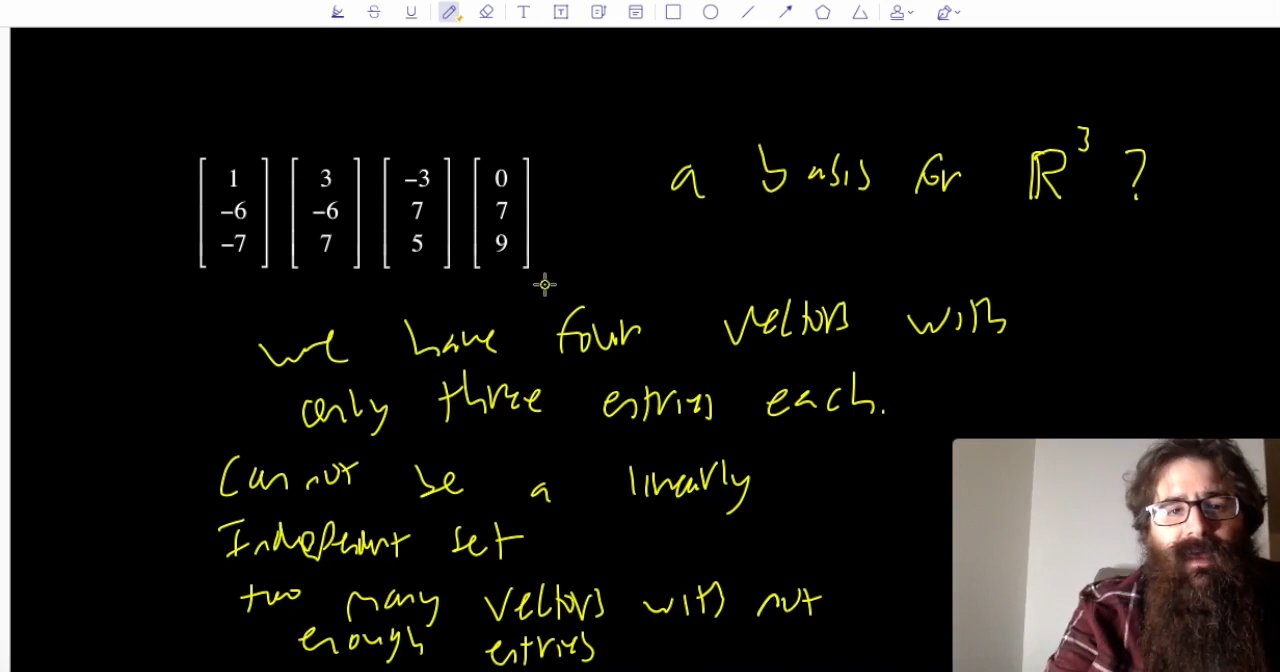 1 3 -3 0
-6 -6 7 7
-7 7 5 9
a basis for ℝ³?
we have four vectors with
only three entries each.
Cannot be a linearly
Independent set
two many vectors with not
enough entries